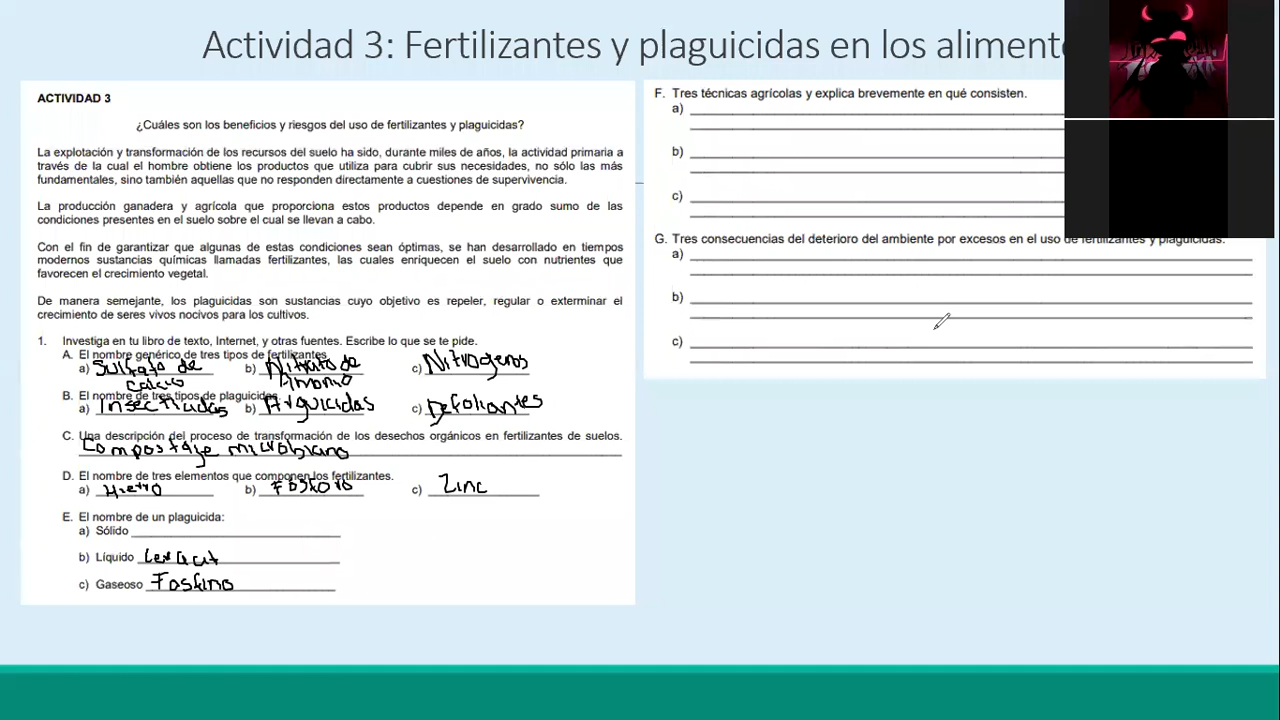 Actividad 3: Fertilizantes y plaguicidas en los aliment
ACTIVIDAD 3
¿Cuáles son los beneficios y riesgos del uso de fertilizantes y plaguicidas?
La explotación y transformación de los recursos del suelo ha sido, durante miles de años, la actividad primaria a
través de la cual el hombre obtiene los productos que utiliza para cubrir sus necesidades, no sólo las más
fundamentales, sino también aquellas que no responden directamente a cuestiones de supervivencia.
La producción ganadera y agrícola que proporciona estos productos depende en grado sumo de las
condiciones presentes en el suelo sobre el cual se llevan a cabo.
Con el fin de garantizar que algunas de estas condiciones sean óptimas, se han desarrollado en tiempos
modernos sustancias químicas llamadas fertilizantes, las cuales enriquecen el suelo con nutrientes que
favorecen el crecimiento vegetal.
De manera semejante, los plaguicidas son sustancias cuyo objetivo es repeler, regular o exterminar el
crecimiento de seres vivos nocivos para los cultivos.
1. Investiga en tu libro de texto, Internet, y otras fuentes. Escribe lo que se te pide.
A. El nombre genérico de tres tipos de fertilizantes.
a) Sulfato de calcio b) Nitrato de Amonio c) Nitrogenos
B. El nombre de tres tipos de plaguicidas.
a) Insecticidas b) c) Defoliantes
C. Una descripción del proceso de transformación de los desechos orgánicos en fertilizantes de suelos.
Compostaje microbiano
D. El nombre de tres elementos que componen los fertilizantes.
a) Hierro b) Fosforo c) Zinc
E. El nombre de un plaguicida:
a) Sólido
b) Líquido
c) Gaseoso Fosfino
F. Tres técnicas agrícolas y explica brevemente en qué consisten.
a)
b)
c)
G. Tres consecuencias del deterioro del ambiente por excesos en el uso de fertilizantes y plaguicidas.
a)
b)
c)